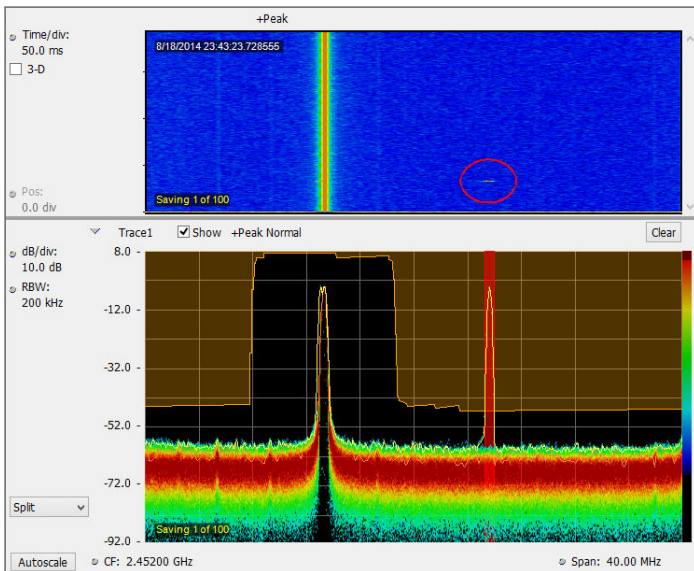 +Peak
Time/div:
50.0 ms
3-D
8/18/2014 23:43:23.728555
Pos:
0.0 div
Saving 1 of 100
Trace1 Show +Peak Normal Clear
dB/div:
10.0 dB
RBW:
200 kHz
8.0
-12.0
-32.0
-52.0
-72.0
-92.0
Split
Saving 1 of 100
Autoscale CF: 2.45200 GHz Span: 40.00 MHz